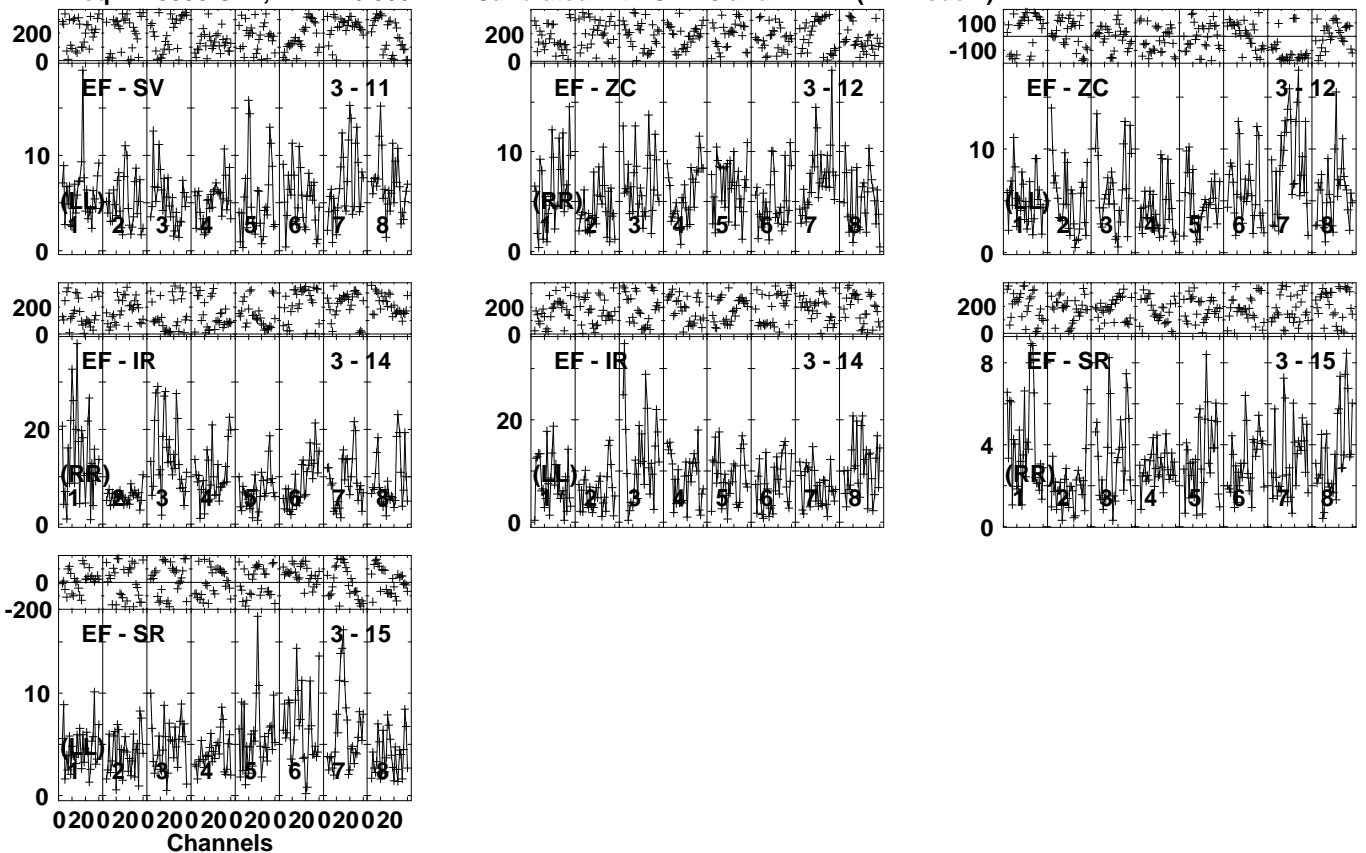 200
0
EF - SV 3 - 11
10
(LL)
1 2 3 4 5 6 7 8
0
200
0
EF - ZC 3 - 12
10
(RR)
1 2 3 4 5 6 7 8
0
100
-100
EF - ZC 3 - 12
10
(LL)
1 2 3 4 5 6 7 8
0
200
0
EF - IR 3 - 14
20
(RR)
1 2 3 4 5 6 7 8
0
200
0
EF - IR 3 - 14
20
(LL)
1 2 3 4 5 6 7 8
0
200
0
EF - SR 3 - 15
8
4
(RR)
1 2 3 4 5 6 7 8
0
0
-200
EF - SR 3 - 15
10
(LL)
1 2 3 4 5 6 7 8
0
0 20 0 20 0 20 0 20 0 20 0 20 0 20 0 20
Channels